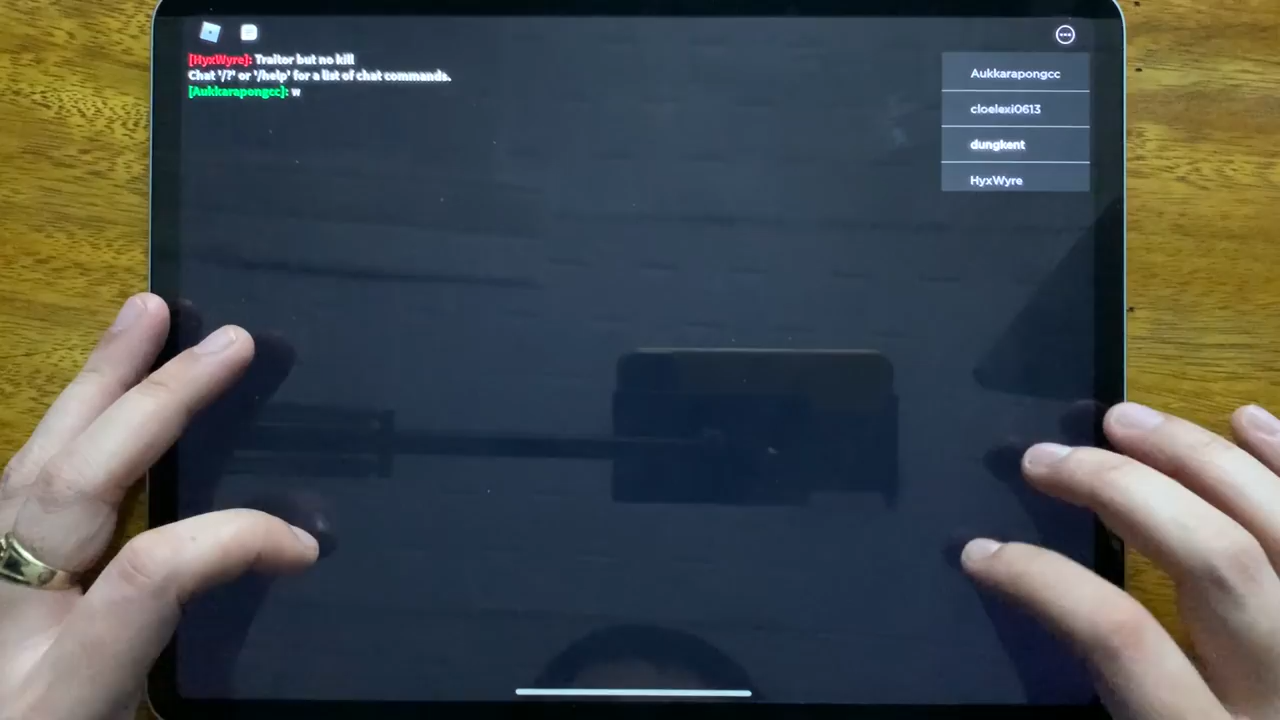 [HyxWyre]: Traitor but no kill
Chat '/?' or '/help' for a list of chat commands.
[Aukkarapongcc]: w
Aukkarapongcc
cloelexi0613
dungkent
HyxWyre